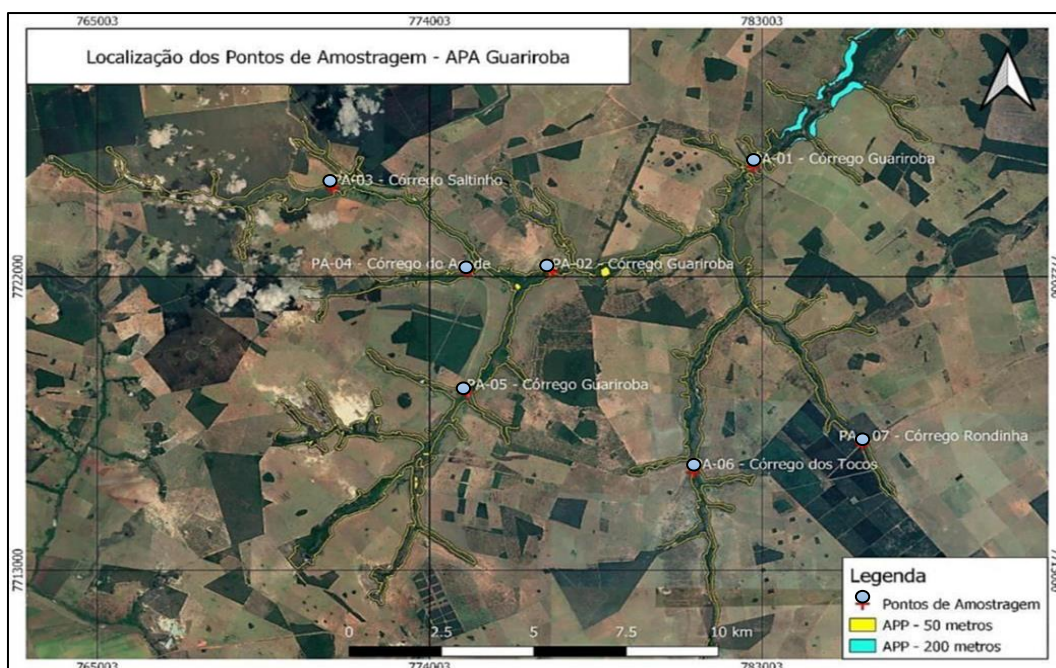 765003 774003 783003
Localização dos Pontos de Amostragem - APA Guariroba
A-01 - Córrego Guariroba
PA-03 - Córrego Saltinho
PA-04 - Córrego do Açude
PA-02 - Córrego Guariroba
7722000
PA-05 - Córrego Guariroba
PA-07 - Córrego Rondinha
A-06 - Córrego dos Tocos
7713000
Legenda
Pontos de Amostragem
APP - 50 metros
APP - 200 metros
0 2.5 5 7.5 10 km
765003 774003 783003